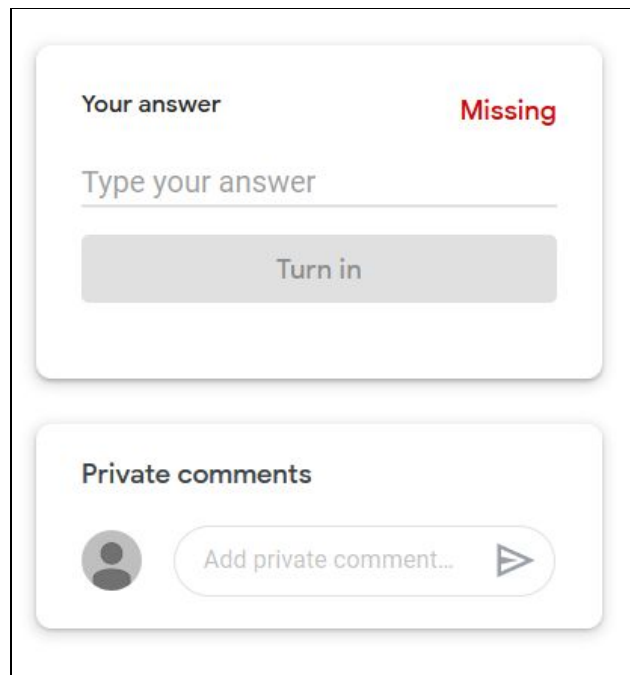 Your answer
Missing
Type your answer
Turn in
Private comments
Add private comment...